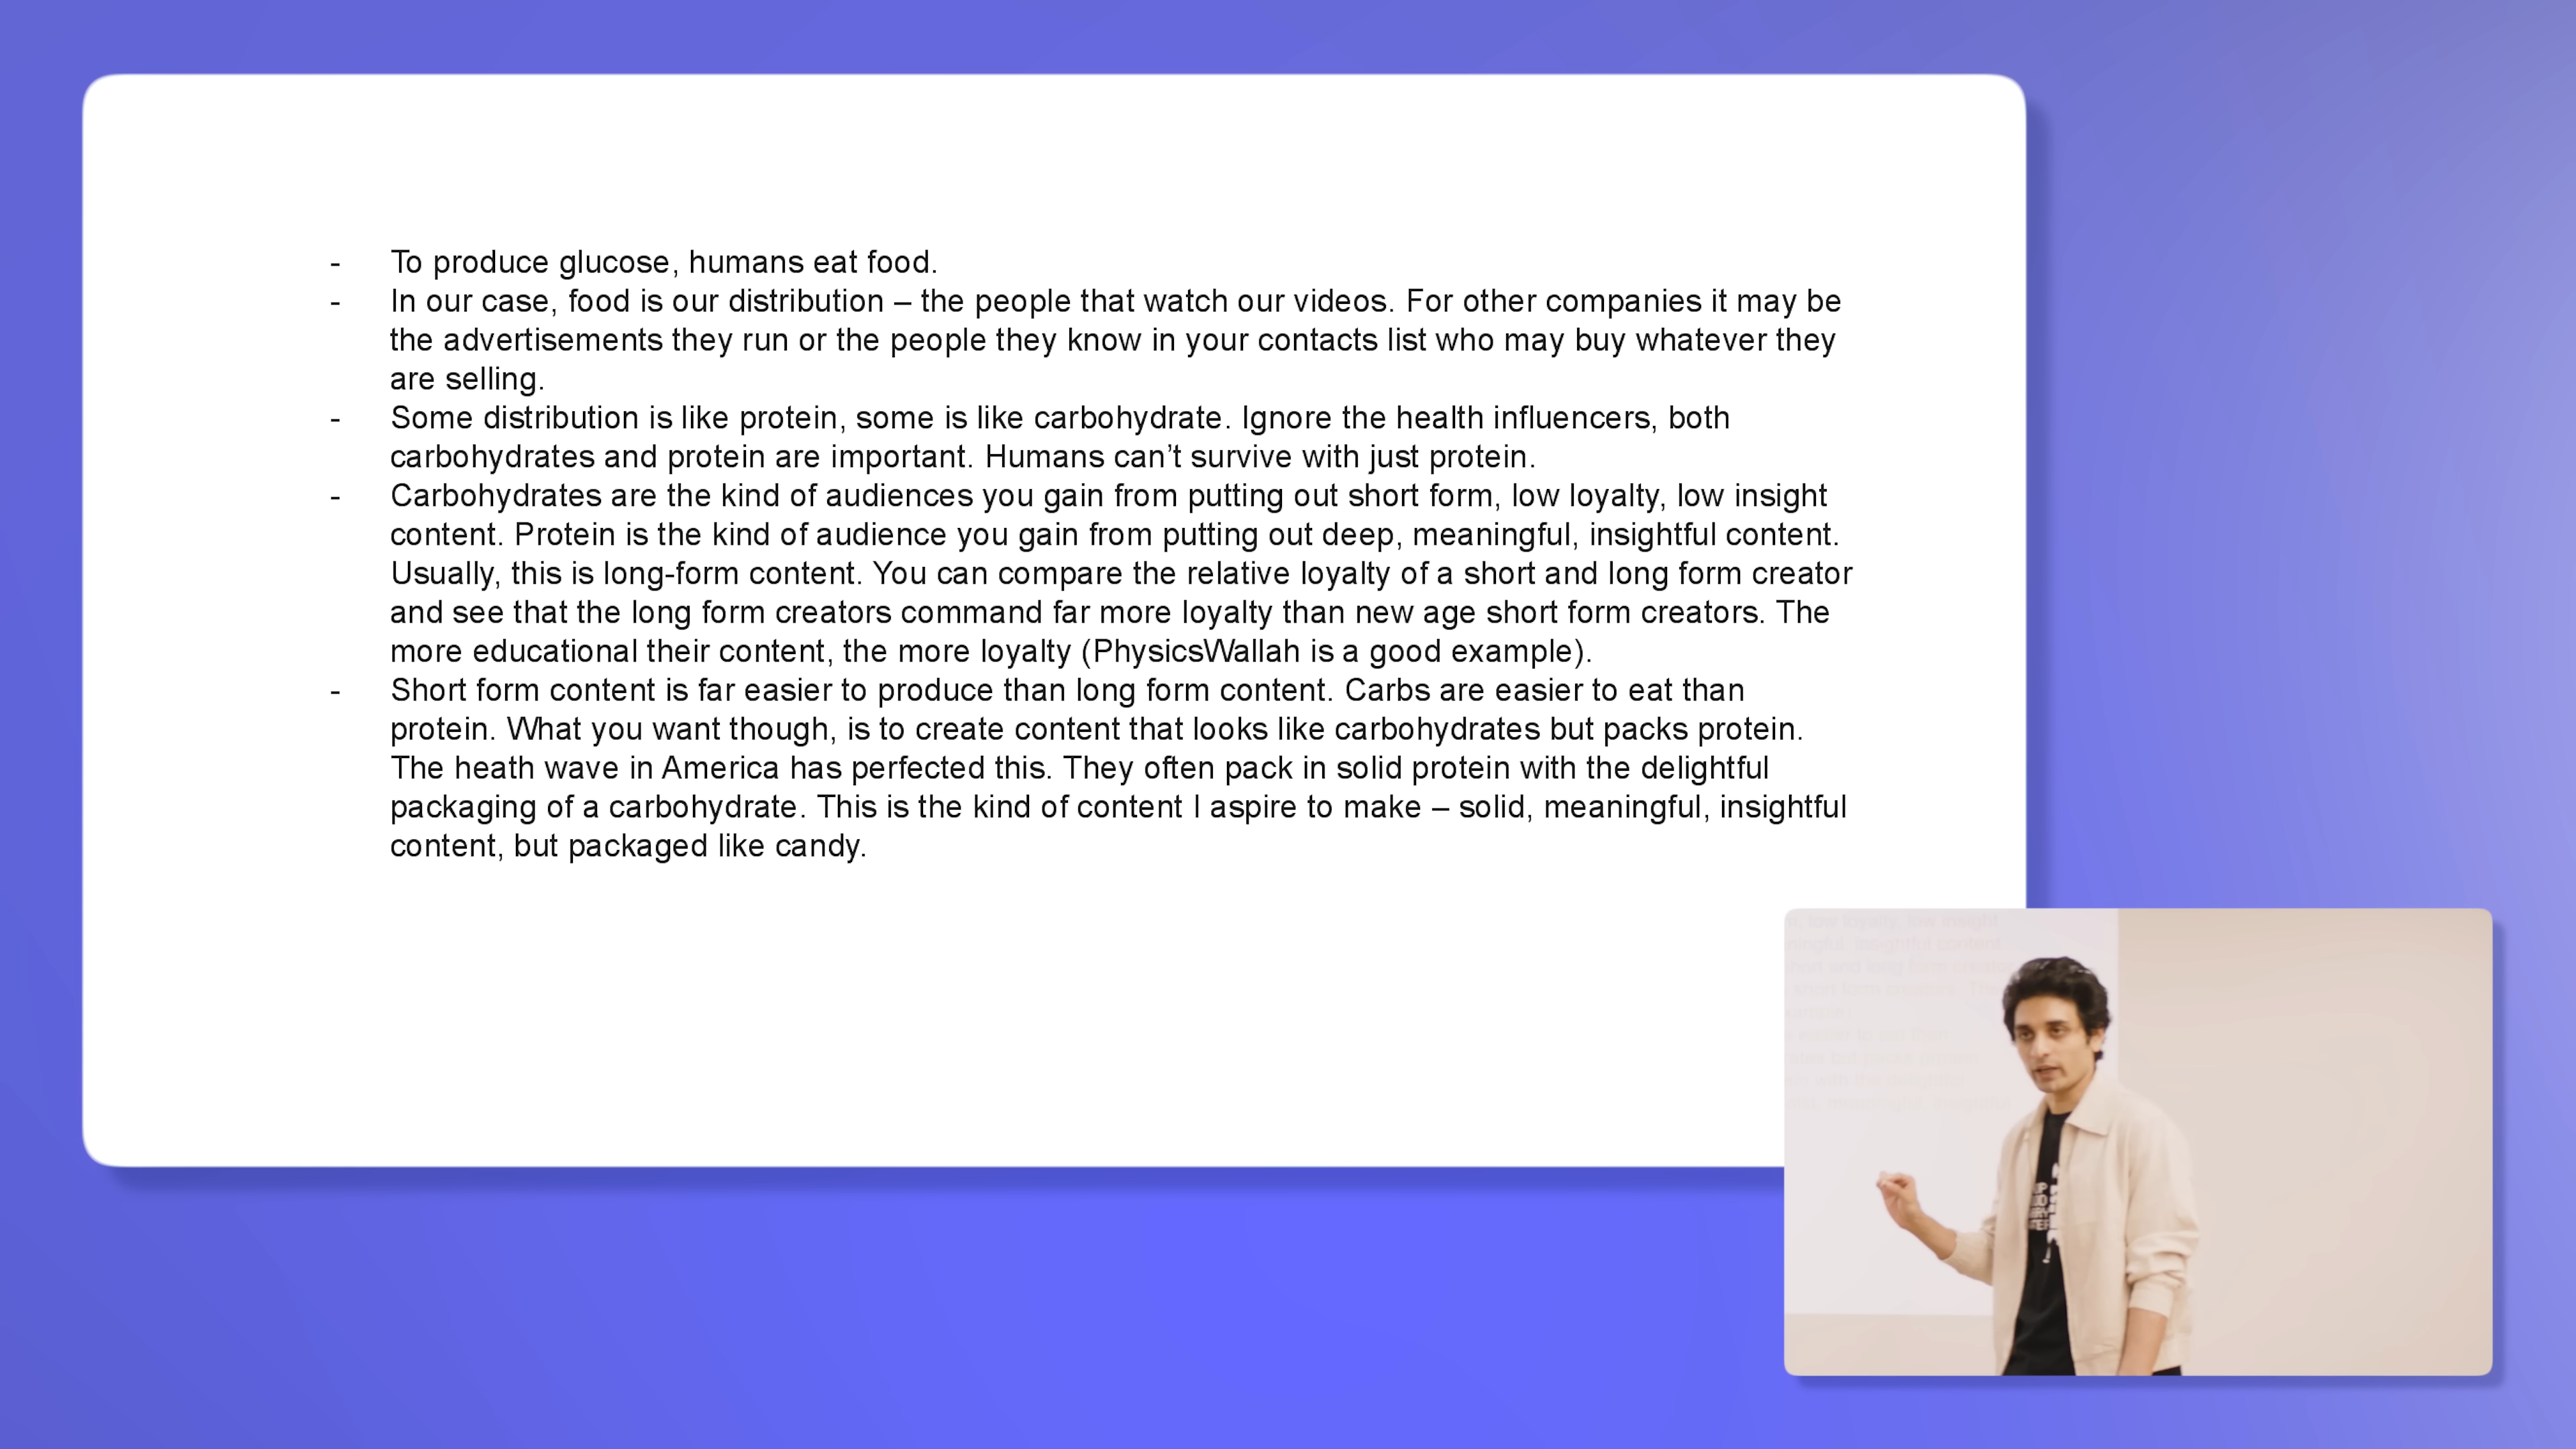 - To produce glucose, humans eat food.
- In our case, food is our distribution – the people that watch our videos. For other companies it may be
the advertisements they run or the people they know in your contacts list who may buy whatever they
are selling.
- Some distribution is like protein, some is like carbohydrate. Ignore the health influencers, both
carbohydrates and protein are important. Humans can’t survive with just protein.
- Carbohydrates are the kind of audiences you gain from putting out short form, low loyalty, low insight
content. Protein is the kind of audience you gain from putting out deep, meaningful, insightful content.
Usually, this is long-form content. You can compare the relative loyalty of a short and long form creator
and see that the long form creators command far more loyalty than new age short form creators. The
more educational their content, the more loyalty (PhysicsWallah is a good example).
- Short form content is far easier to produce than long form content. Carbs are easier to eat than
protein. What you want though, is to create content that looks like carbohydrates but packs protein.
The heath wave in America has perfected this. They often pack in solid protein with the delightful
packaging of a carbohydrate. This is the kind of content I aspire to make – solid, meaningful, insightful
content, but packaged like candy.